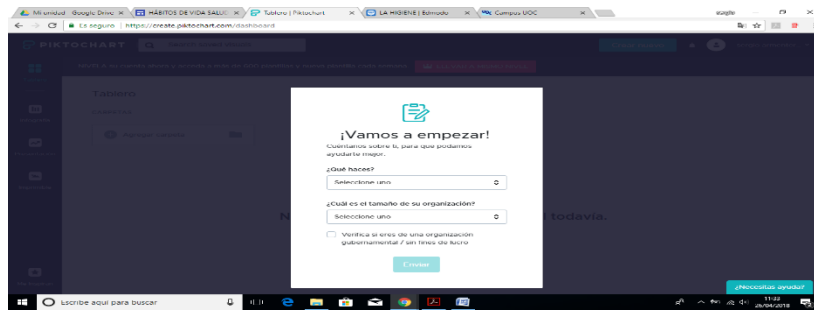 Mi unidad - Google Drive
HÁBITOS DE VIDA SALUD
Tablero | Piktochart
LA HIGIENE | Edmodo
Campus UOC
Es seguro | https://create.piktochart.com/dashboard
PIKTOCHART
Tablero
¡Vamos a empezar!
Cuéntanos sobre ti, para que podamos
ayudarte mejor.
¿Qué haces?
Seleccione uno
¿Cuál es el tamaño de su organización?
Seleccione uno
Verifica si eres de una organización
gubernamental / sin fines de lucro
Enviar
todavía.
¿Necesitas ayuda?
Escribe aquí para buscar
11:22
26/04/2018